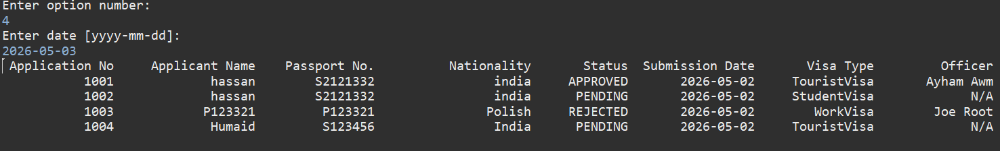 Enter option number:
4
Enter date [yyyy-mm-dd]:
2026-05-03
Application No Applicant Name Passport No. Nationality Status Submission Date Visa Type Officer
1001 hassan S2121332 india APPROVED 2026-05-02 TouristVisa Ayham Awm
1002 hassan S2121332 india PENDING 2026-05-02 StudentVisa N/A
1003 P123321 P123321 Polish REJECTED 2026-05-02 WorkVisa Joe Root
1004 Humaid S123456 India PENDING 2026-05-02 TouristVisa N/A